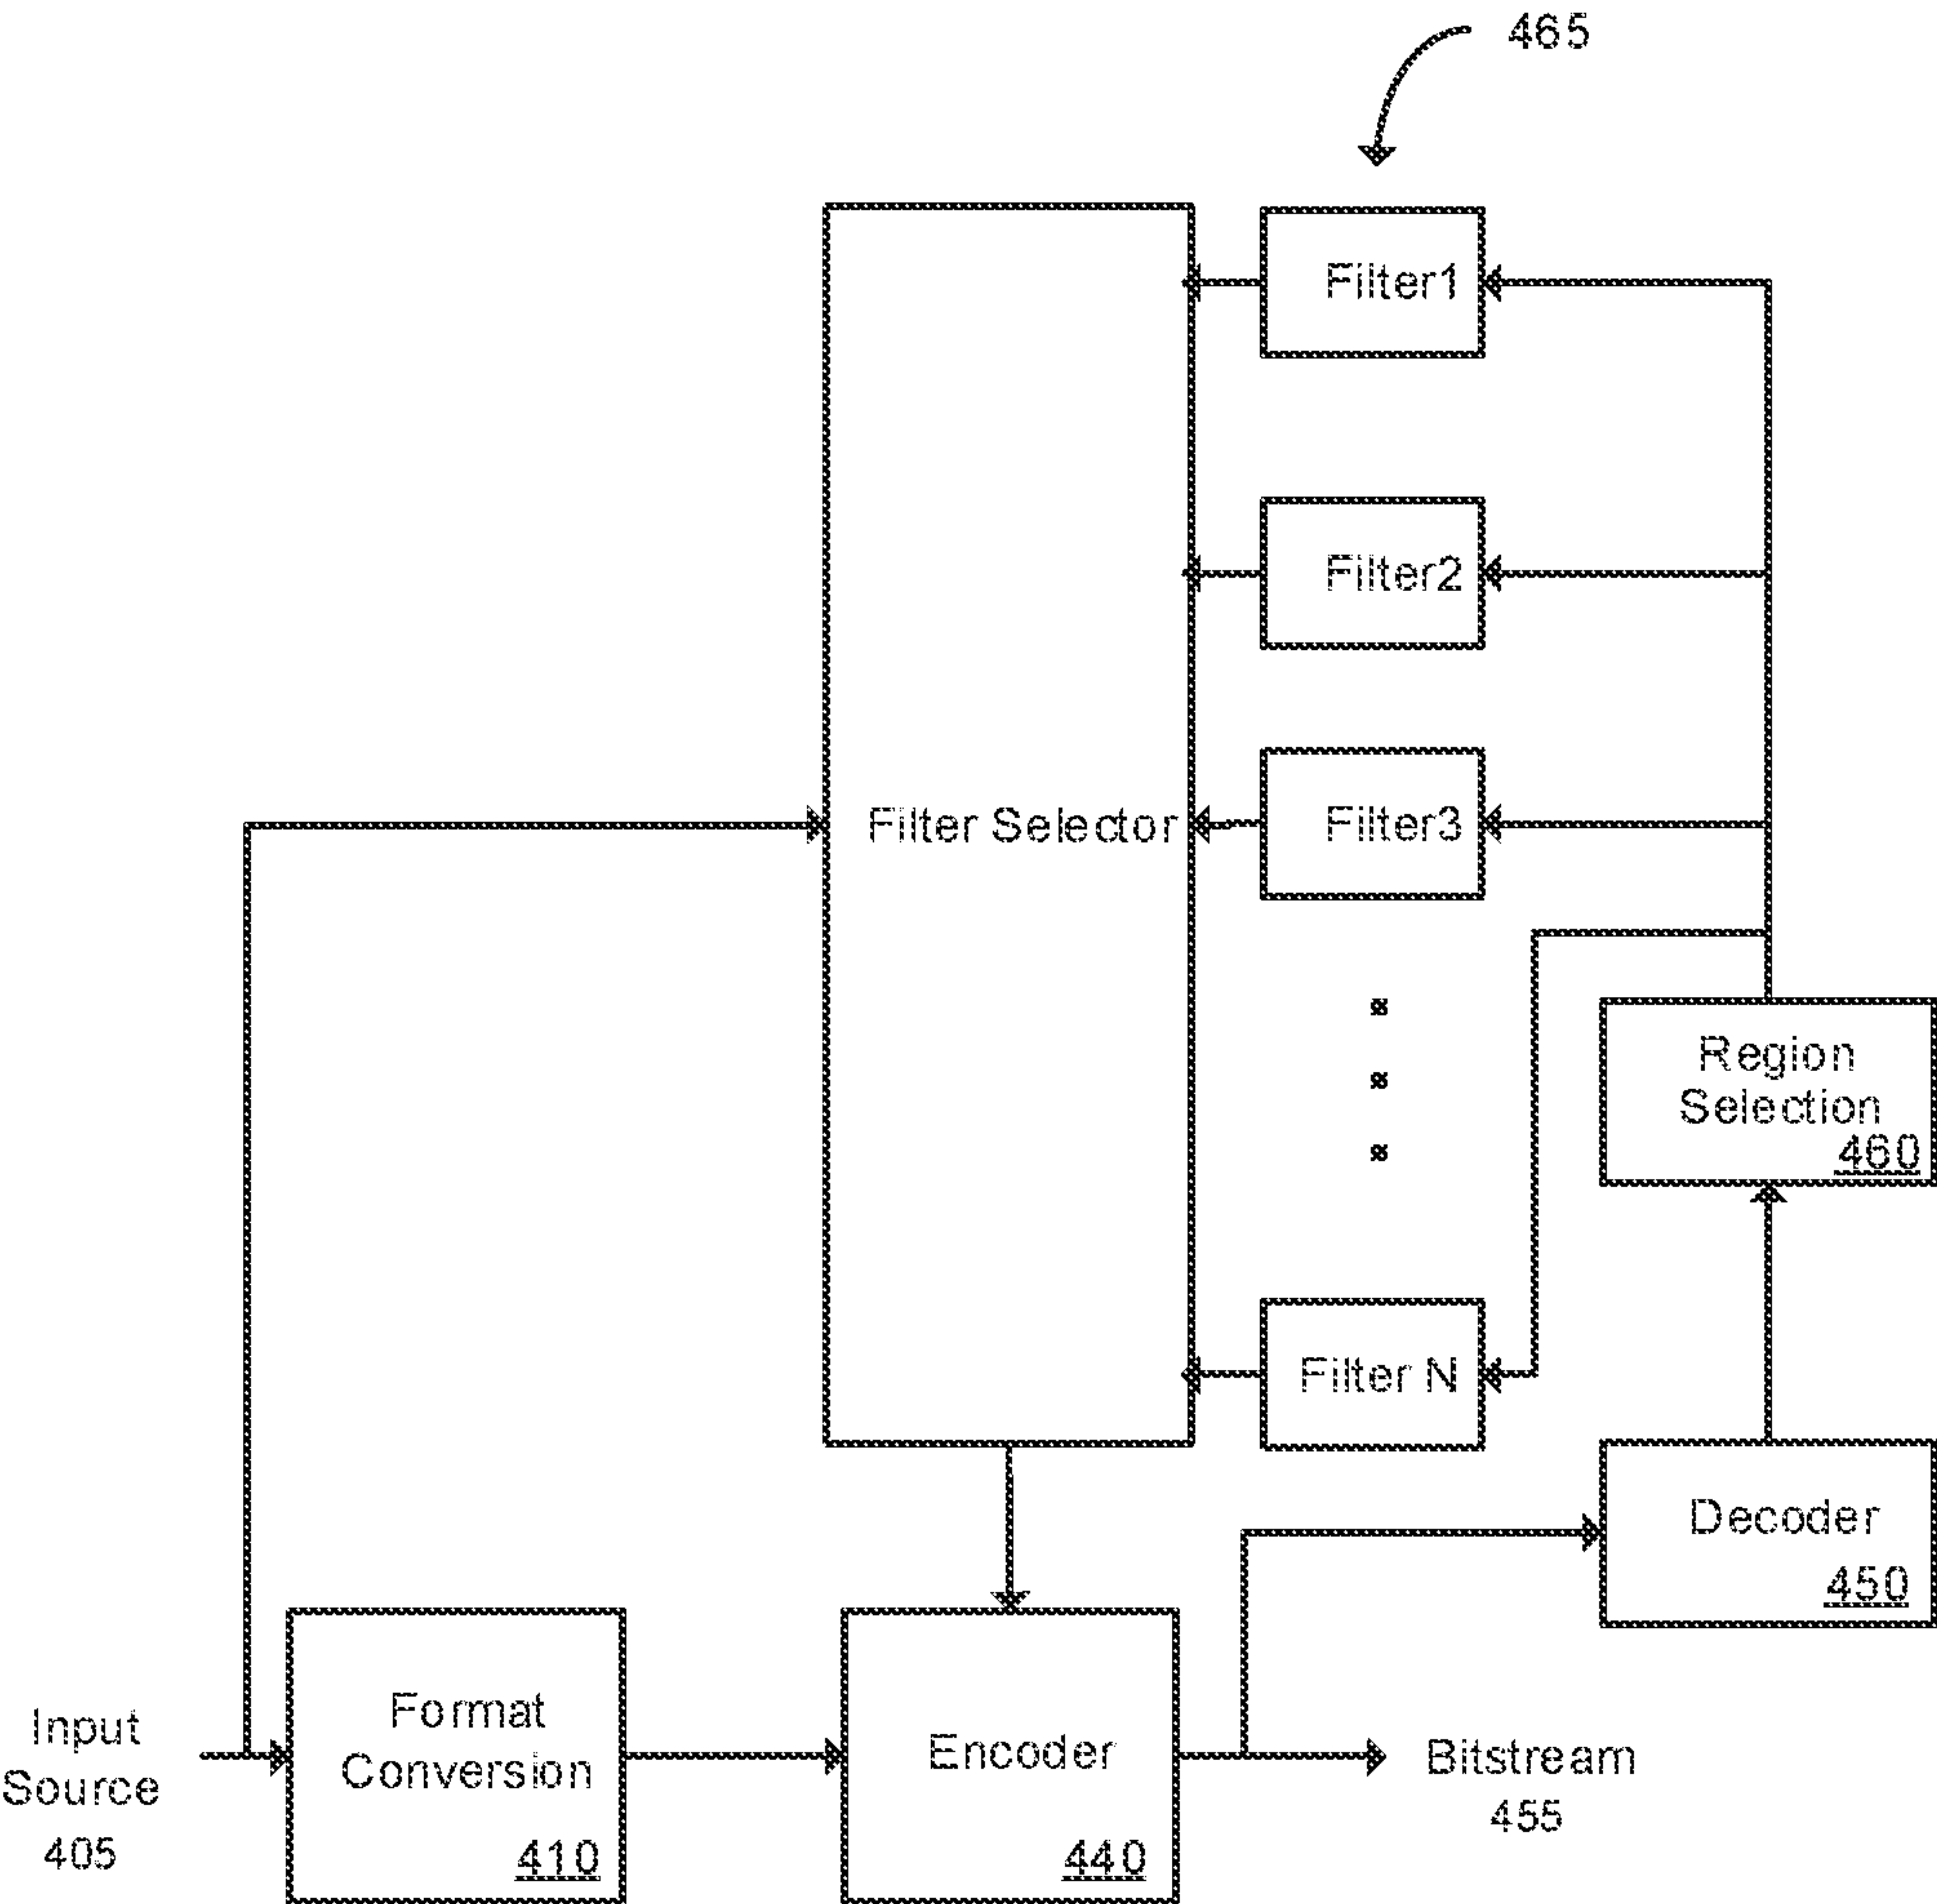 465
Filter1
Filter2
Filter Selector
Filter3
Region
Selection
460
Filter N
Decoder
450
Input
Source
405
Format
Conversion
410
Encoder
440
Bitstream
455